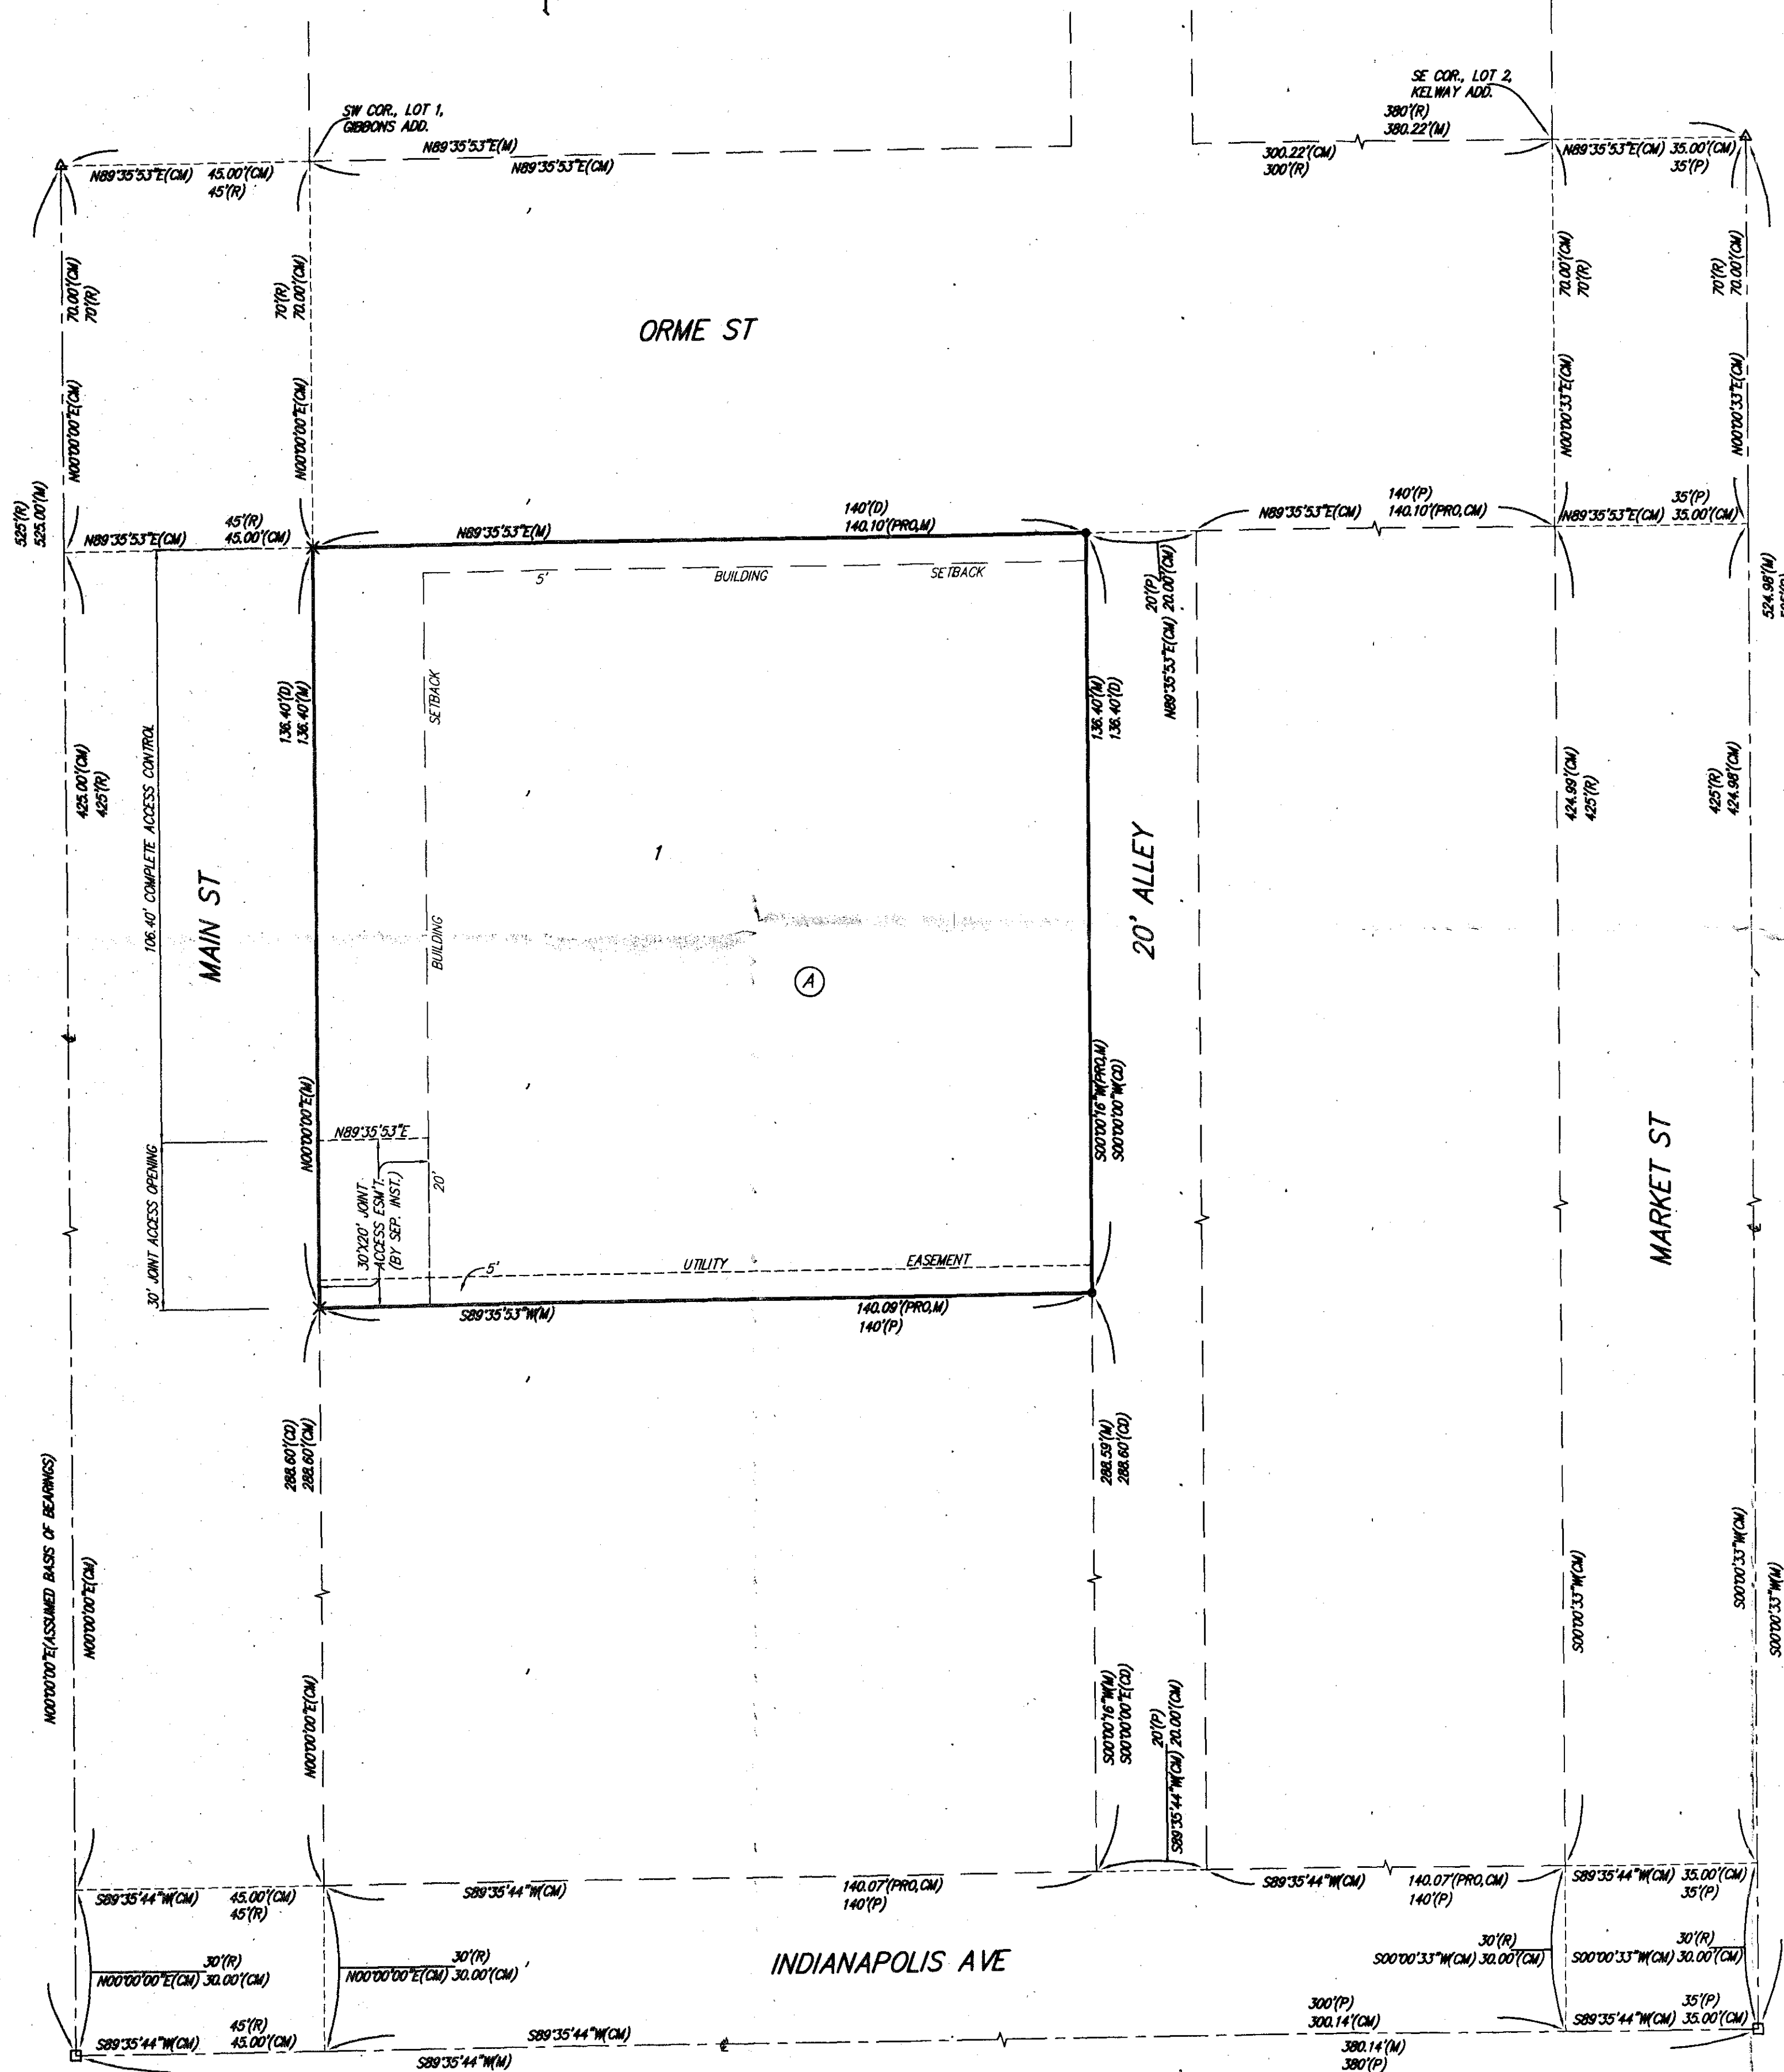 SW COR., LOT 1,
GIBBONS ADD.
SE COR., LOT 2,
KELWAY ADD.
380'(R)
380.22'(M)
N89°35'53"E(M)
N89°35'53"E(CM)
300.22'(CM)
300'(R)
N89°35'53"E(CM) 35.00'(CM)
35'(P)
N89°35'53"E(CM) 45.00'(CM)
45'(R)
70.00'(CM)
70'(R)
N00°00'00"E(CM)
70'(R)
70.00'(CM)
N00°00'00"E(CM)
ORME ST
70.00'(CM)
70'(R)
N00°00'33"E(CM)
70'(R)
70.00'(CM)
N00°00'33"E(CM)
525'(R)
525.00'(M)
45'(R)
N89°35'53"E(CM) 45.00'(CM)
140'(D)
N89°35'53"E(M) 140.10'(PRO,M)
140'(P)
N89°35'53"E(CM) 140.10'(PRO,CM)
35'(P)
N89°35'53"E(CM) 35.00'(CM)
5' BUILDING SETBACK
20'(P)
N89°35'53"E(CM) 20.00'(CM)
524.98'(M)
136.40'(D)
136.40'(M)
SETBACK
BUILDING
136.40'(M)
136.40'(D)
425.00'(CM)
425'(R)
106.40' COMPLETE ACCESS CONTROL
MAIN ST
1
A
20' ALLEY
424.99'(CM)
425'(R)
425'(R)
424.98'(CM)
N00°00'00"E(M)
S00°00'16"W(PRO,M)
S00°00'00"W(CD)
MARKET ST
30' JOINT ACCESS OPENING
N89°35'53"E
30'X20' JOINT
ACCESS ESM'T.
(BY SEP. INST.)
20'
5' UTILITY EASEMENT
S89°35'53"W(M) 140.09'(PRO,M)
140'(P)
288.60'(CD)
288.60'(CM)
288.59'(M)
288.60'(CD)
N00°00'00"E(ASSUMED BASIS OF BEARINGS)
N00°00'00"E(CM)
N00°00'00"E(CM)
S00°00'16"W(M)
S00°00'00"E(CD)
20'(P)
S89°35'44"W(CM) 20.00'(CM)
S00°00'33"W(CM)
S00°00'33"W(CM)
S00°00'33"W(M)
S89°35'44"W(CM) 45.00'(CM)
45'(R)
S89°35'44"W(CM) 140.07'(PRO,CM)
140'(P)
S89°35'44"W(CM) 140.07'(PRO,CM)
140'(P)
S89°35'44"W(CM) 35.00'(CM)
35'(P)
30'(R)
N00°00'00"E(CM) 30.00'(CM)
30'(R)
N00°00'00"E(CM) 30.00'(CM)
INDIANAPOLIS AVE
30'(R)
S00°00'33"W(CM) 30.00'(CM)
30'(R)
S00°00'33"W(CM) 30.00'(CM)
45'(R)
S89°35'44"W(CM) 45.00'(CM)
S89°35'44"W(CM)
S89°35'44"W(M)
300'(P)
300.14'(CM)
380.14'(M)
380'(P)
35'(P)
S89°35'44"W(CM) 35.00'(CM)